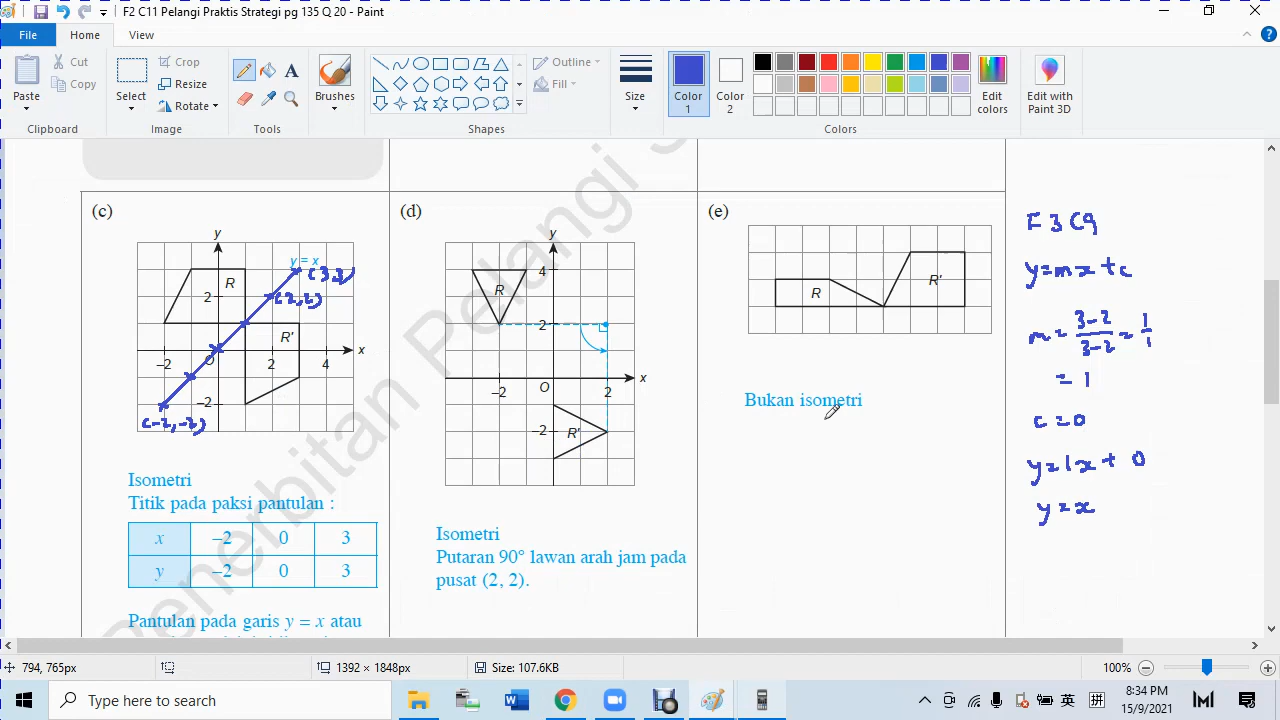 F2 C11 Pelangi Praktis Strategi pg 135 Q 20 - Paint
File
Home
View
Paste
Cut
Copy
Clipboard
Select
Crop
Resize
Rotate
Image
A
Tools
Brushes
Shapes
Outline
Fill
Size
Color 1
Color 2
Colors
Edit colors
Edit with Paint 3D
(c)
y
y = x
(3,3)
R
2
(2,2)
R'
-2
O
2
4
x
–2
(-2,-2)
Isometri
Titik pada paksi pantulan :
x –2 0 3
y –2 0 3
Pantulan pada garis y = x atau
(d)
y
4
R
2
–2
O
2
x
–2
R'
Isometri
Putaran 90° lawan arah jam pada
pusat (2, 2).
(e)
R
R'
Bukan isometri
F3 C9
y=mx+c
m = 3-2 / 3-2 = 1/1
= 1
c=0
y=1x+0
y=x
Penerbitan Pelangi S
794, 765px
1392 × 1848px
Size: 107.6KB
100%
Type here to search
英
拼
8:34 PM
15/9/2021